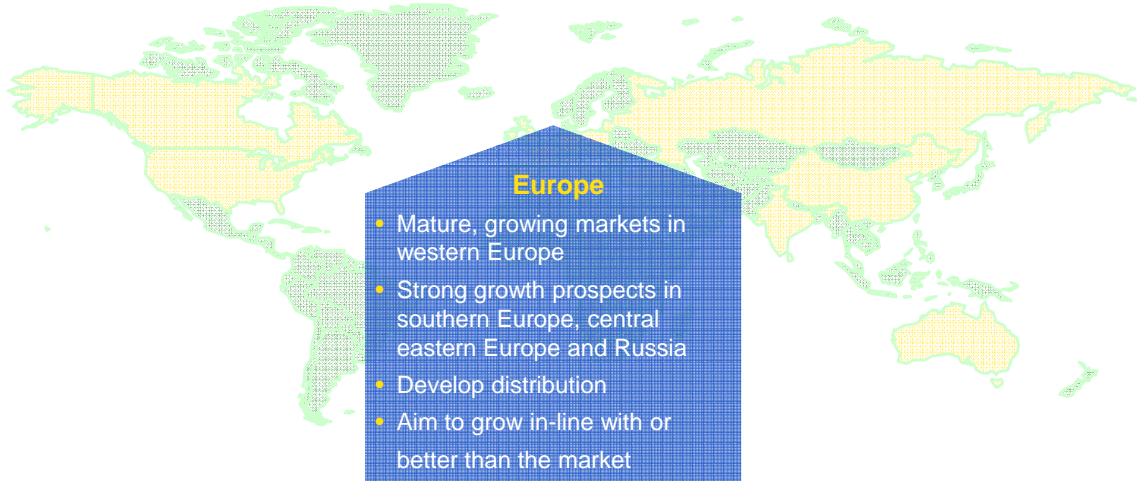 Europe
• Mature, growing markets in
western Europe
• Strong growth prospects in
southern Europe, central
eastern Europe and Russia
• Develop distribution
• Aim to grow in-line with or
better than the market